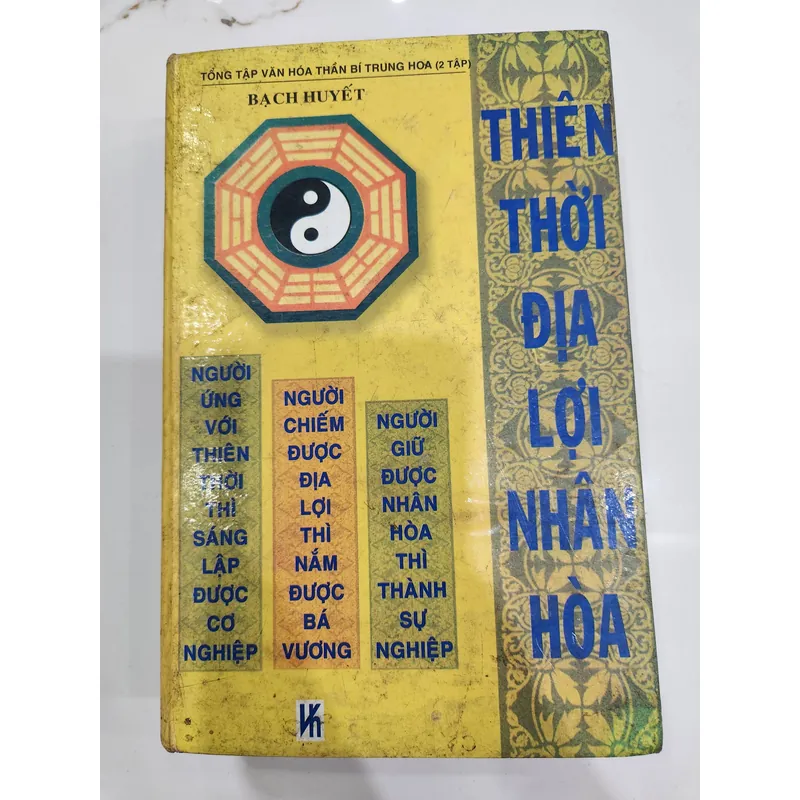 TỔNG TẬP VĂN HÓA THẦN BÍ TRUNG HOA (2 TẬP)
BẠCH HUYẾT
THIÊN
THỜI
ĐỊA
LỢI
NHÂN
HÒA
NGƯỜI
ỨNG
VỚI
THIÊN
THỜI
THÌ
SÁNG
LẬP
ĐƯỢC
CƠ
NGHIỆP
NGƯỜI
CHIẾM
ĐƯỢC
ĐỊA
LỢI
THÌ
NẮM
ĐƯỢC
BÁ
VƯƠNG
NGƯỜI
GIỮ
ĐƯỢC
NHÂN
HÒA
THÌ
THÀNH
SỰ
NGHIỆP